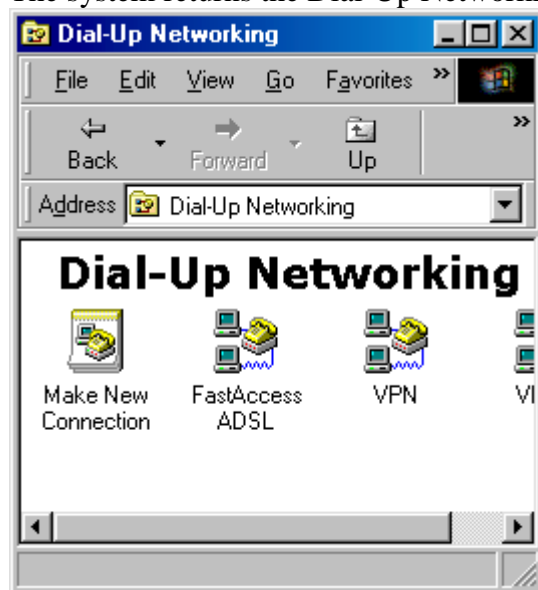 Dial-Up Networking
File Edit View Go Favorites »
Back Forward Up »
Address Dial-Up Networking
Dial-Up Networking
Make New Connection
FastAccess ADSL
VPN